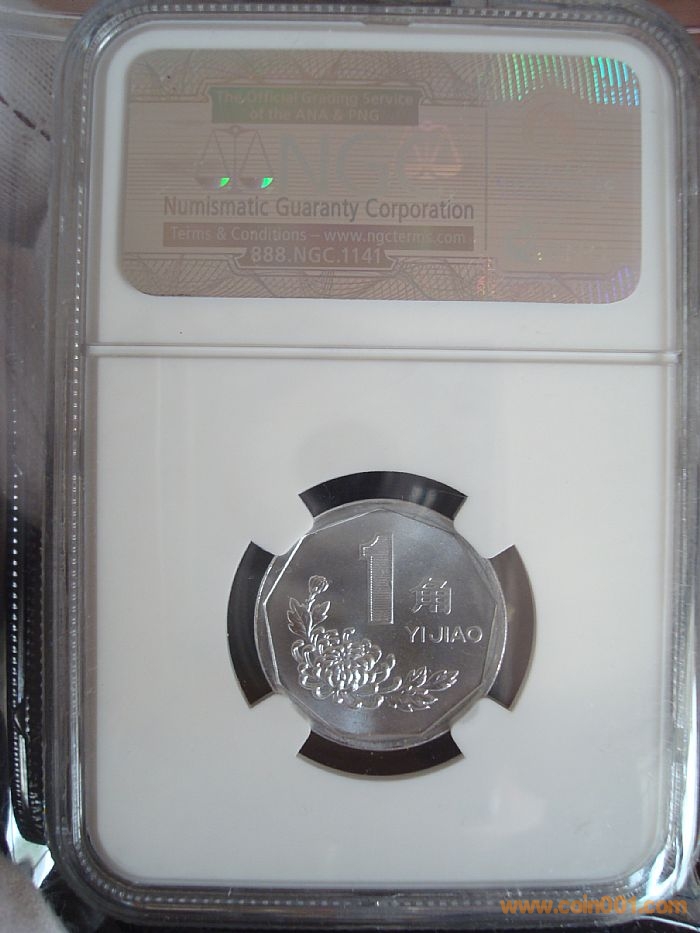 The Official Grading Service
of the ANA & PNG
NGC
Numismatic Guaranty Corporation
Terms & Conditions – www.ngcterms.com
888.NGC.1141
1
角
YI JIAO
www.coin001.com